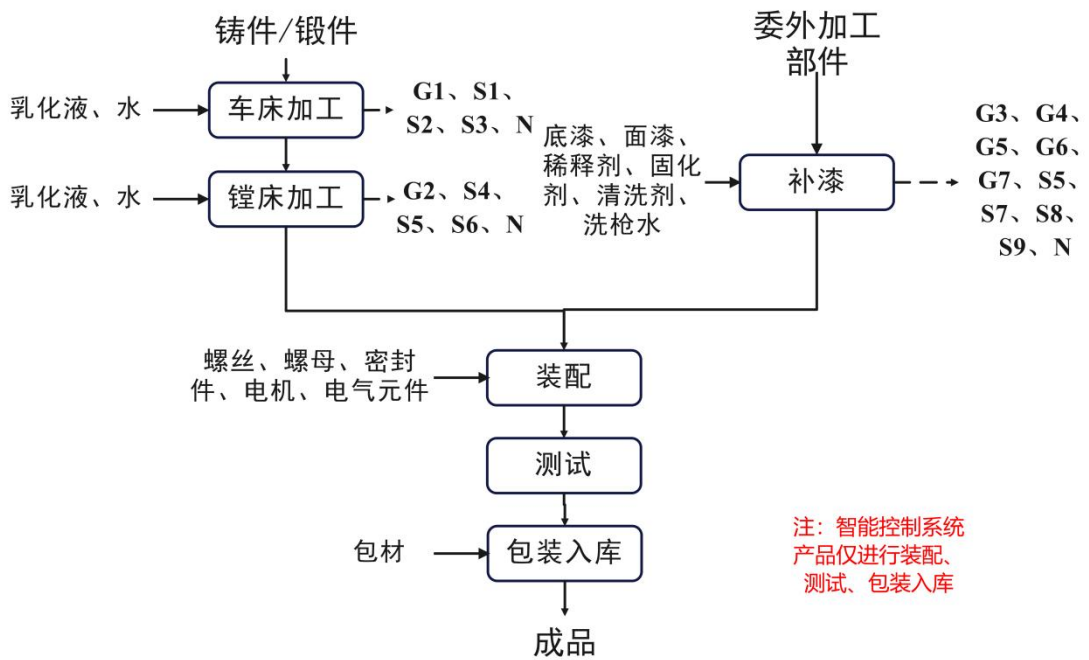 铸件/锻件
委外加工
部件
乳化液、水
车床加工
G1、S1、
S2、S3、N
乳化液、水
镗床加工
G2、S4、
S5、S6、N
底漆、面漆、
稀释剂、固化
剂、清洗剂、
洗枪水
补漆
G3、G4、
G5、G6、
G7、S5、
S7、S8、
S9、N
螺丝、螺母、密封
件、电机、电气元件
装配
测试
包材
包装入库
成品
注：智能控制系统
产品仅进行装配、
测试、包装入库